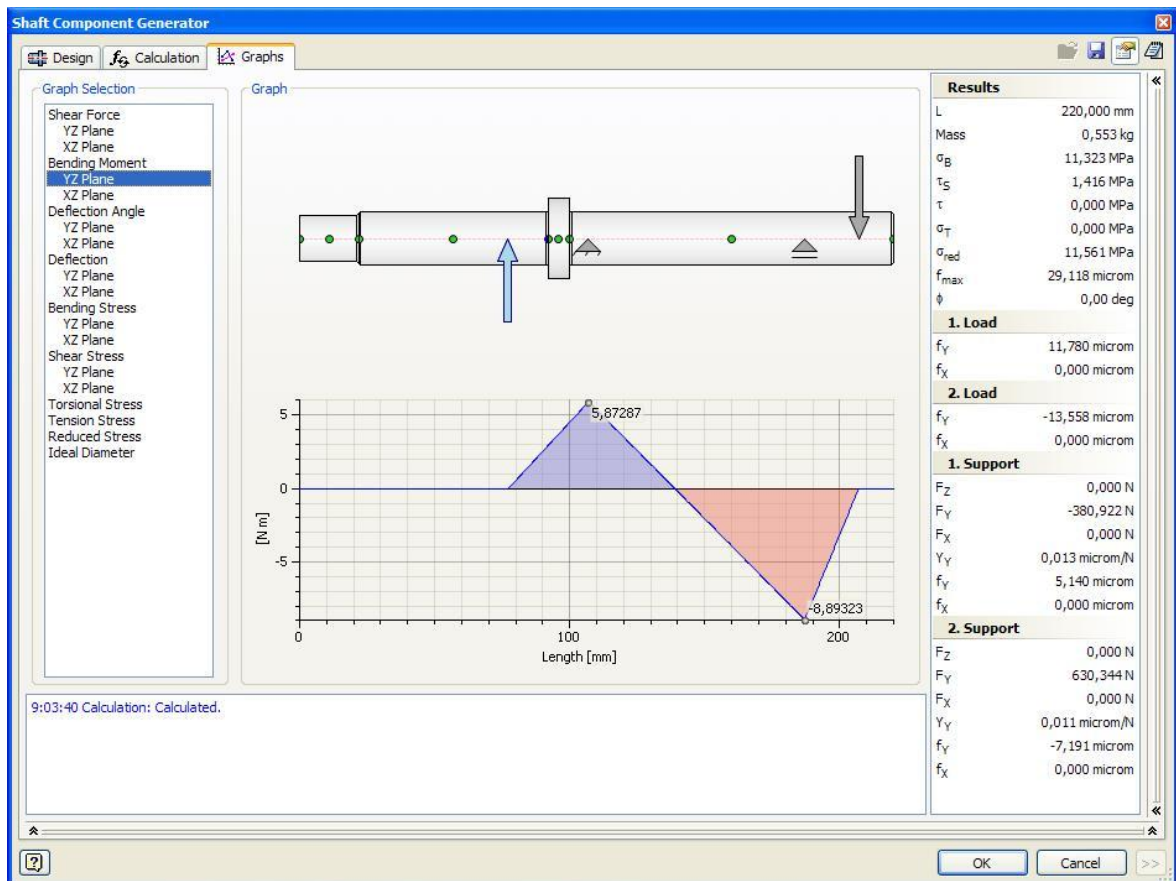 Shaft Component Generator
Design
Calculation
Graphs
Graph Selection
Shear Force
YZ Plane
XZ Plane
Bending Moment
YZ Plane
XZ Plane
Deflection Angle
YZ Plane
XZ Plane
Deflection
YZ Plane
XZ Plane
Bending Stress
YZ Plane
XZ Plane
Shear Stress
YZ Plane
XZ Plane
Torsional Stress
Tension Stress
Reduced Stress
Ideal Diameter
Graph
5
0
-5
[N m]
5,87287
-8,89323
0
100
200
Length [mm]
Results
L 220,000 mm
Mass 0,553 kg
σB 11,323 MPa
τS 1,416 MPa
τ 0,000 MPa
σT 0,000 MPa
σred 11,561 MPa
fmax 29,118 microm
ϕ 0,00 deg
1. Load
fY 11,780 microm
fX 0,000 microm
2. Load
fY -13,558 microm
fX 0,000 microm
1. Support
FZ 0,000 N
FY -380,922 N
FX 0,000 N
YY 0,013 microm/N
fY 5,140 microm
fX 0,000 microm
2. Support
FZ 0,000 N
FY 630,344 N
FX 0,000 N
YY 0,011 microm/N
fY -7,191 microm
fX 0,000 microm
9:03:40 Calculation: Calculated.
OK
Cancel
>>